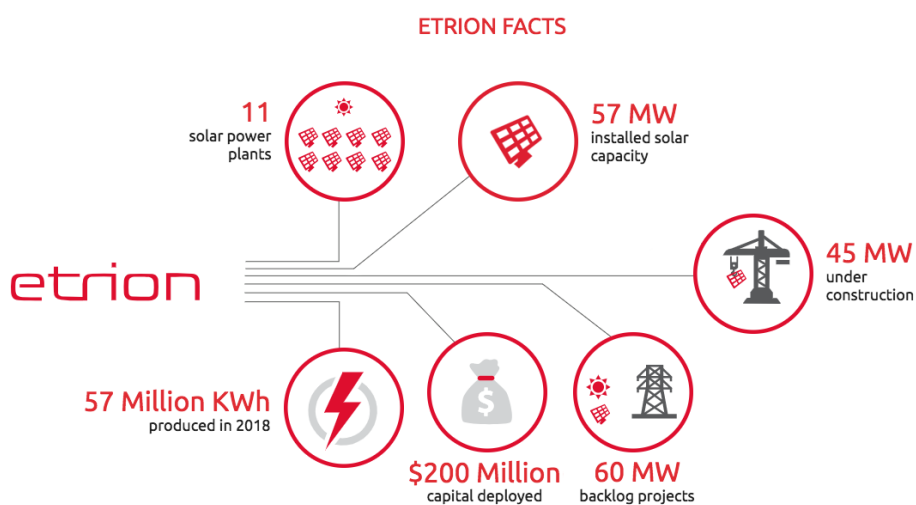 ETRION FACTS
11
solar power
plants
57 MW
installed solar
capacity
45 MW
under
construction
etrion
57 Million KWh
produced in 2018
$
$200 Million
capital deployed
60 MW
backlog projects